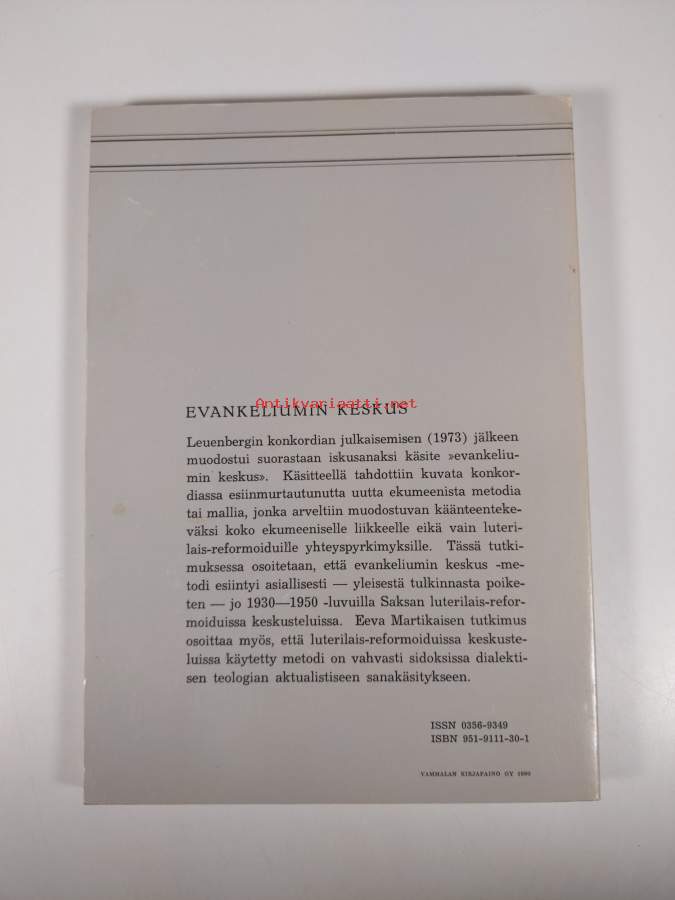 EVANKELIUMIN KESKUS
Antikvariaatti.net
Leuenbergin konkordian julkaisemisen (1973) jälkeen
muodostui suorastaan iskusanaksi käsite »evankeliu-
min keskus». Käsitteellä tahdottiin kuvata konkor-
diassa esiinmurtautunutta uutta ekumeenista metodia
tai mallia, jonka arveltiin muodostuvan käänteenteke-
väksi koko ekumeeniselle liikkeelle eikä vain luteri-
lais-reformoiduille yhteyspyrkimyksille. Tässä tutki-
muksessa osoitetaan, että evankeliumin keskus -me-
todi esiintyi asiallisesti — yleisestä tulkinnasta poike-
ten — jo 1930—1950 -luvuilla Saksan luterilais-refor-
moiduissa keskusteluissa. Eeva Martikaisen tutkimus
osoittaa myös, että luterilais-reformoiduissa keskuste-
luissa käytetty metodi on vahvasti sidoksissa dialekti-
sen teologian aktualistiseen sanakäsitykseen.
ISSN 0356-9349
ISBN 951-9111-30-1
VAMMALAN KIRJAPAINO OY 1980